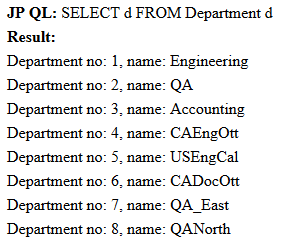 JP QL: SELECT d FROM Department d
Result:
Department no: 1, name: Engineering
Department no: 2, name: QA
Department no: 3, name: Accounting
Department no: 4, name: CAEngOtt
Department no: 5, name: USEngCal
Department no: 6, name: CADocOtt
Department no: 7, name: QA_East
Department no: 8, name: QANorth